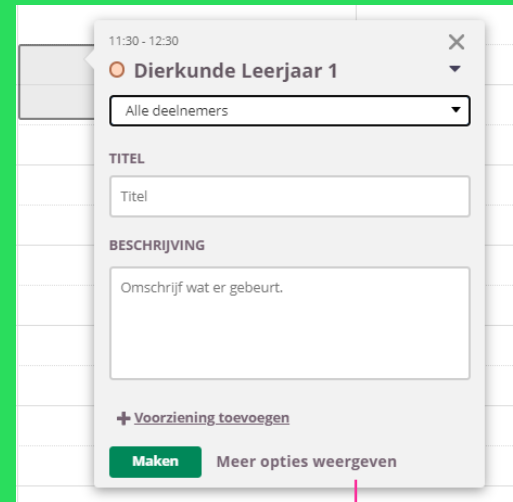 11:30 - 12:30
Dierkunde Leerjaar 1
Alle deelnemers
TITEL
Titel
BESCHRIJVING
Omschrijf wat er gebeurt.
Voorziening toevoegen
Maken Meer opties weergeven